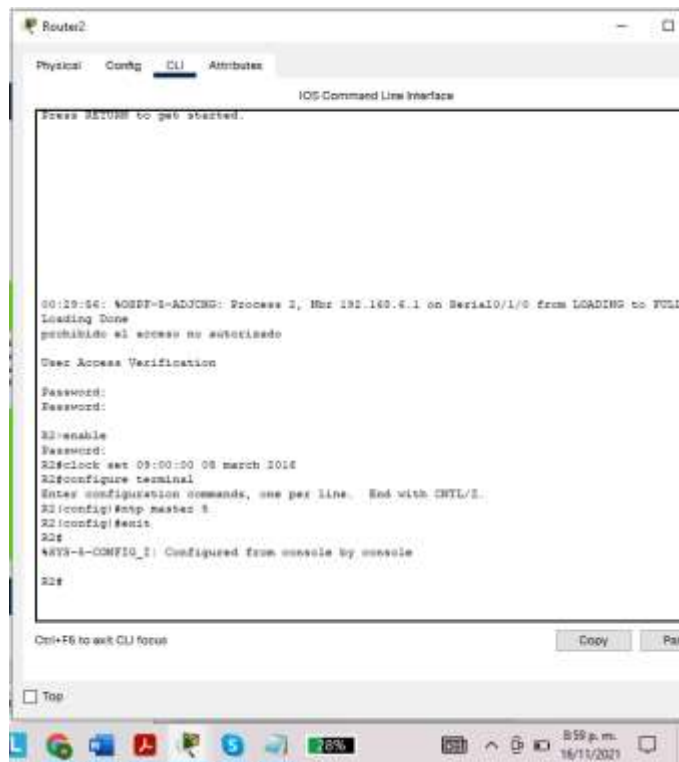 Router2
Physical Config CLI Attributes
IOS Command Line Interface
Press RETURN to get started.
00:29:56: %OSPF-5-ADJCHG: Process 2, Nbr 192.168.6.1 on Serial0/1/0 from LOADING to FULL
Loading Done
prohibido el acceso no autorizado
User Access Verification
Password:
Password:
R2>enable
Password:
R2#clock set 09:00:00 08 march 2016
R2#configure terminal
Enter configuration commands, one per line. End with CNTL/Z.
R2(config)#ntp master 5
R2(config)#exit
R2#
%SYS-5-CONFIG_I: Configured from console by console
R2#
Ctrl+F6 to exit CLI focus
Copy
Top
28%
8:59 p. m.
16/11/2021